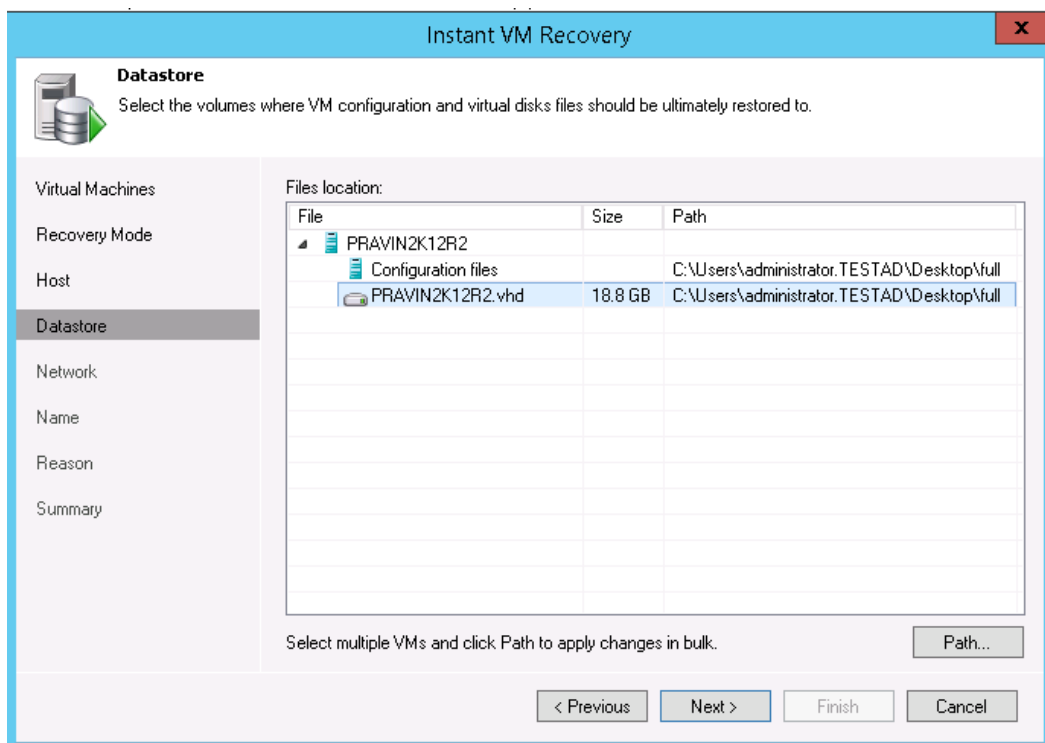 Instant VM Recovery
x
Datastore
Select the volumes where VM configuration and virtual disks files should be ultimately restored to.
Virtual Machines
Recovery Mode
Host
Datastore
Network
Name
Reason
Summary
Files location:
File Size Path
PRAVIN2K12R2
Configuration files C:\Users\administrator.TESTAD\Desktop\full
PRAVIN2K12R2.vhd 18.8 GB C:\Users\administrator.TESTAD\Desktop\full
Select multiple VMs and click Path to apply changes in bulk.
Path...
< Previous Next > Finish Cancel